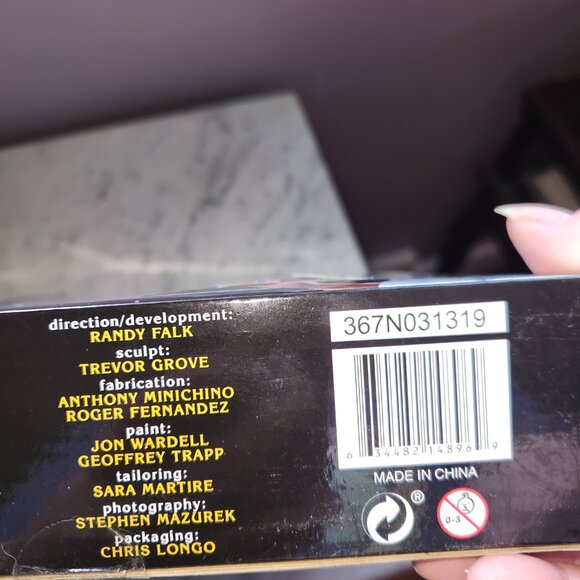 direction/development:
RANDY FALK
sculpt:
TREVOR GROVE
fabrication:
ANTHONY MINICHINO
ROGER FERNANDEZ
paint:
JON WARDELL
GEOFFREY TRAPP
tailoring:
SARA MARTIRE
photography:
STEPHEN MAZUREK
packaging:
CHRIS LONGO
367N031319
6 34482 14896 9
MADE IN CHINA
®
0-3